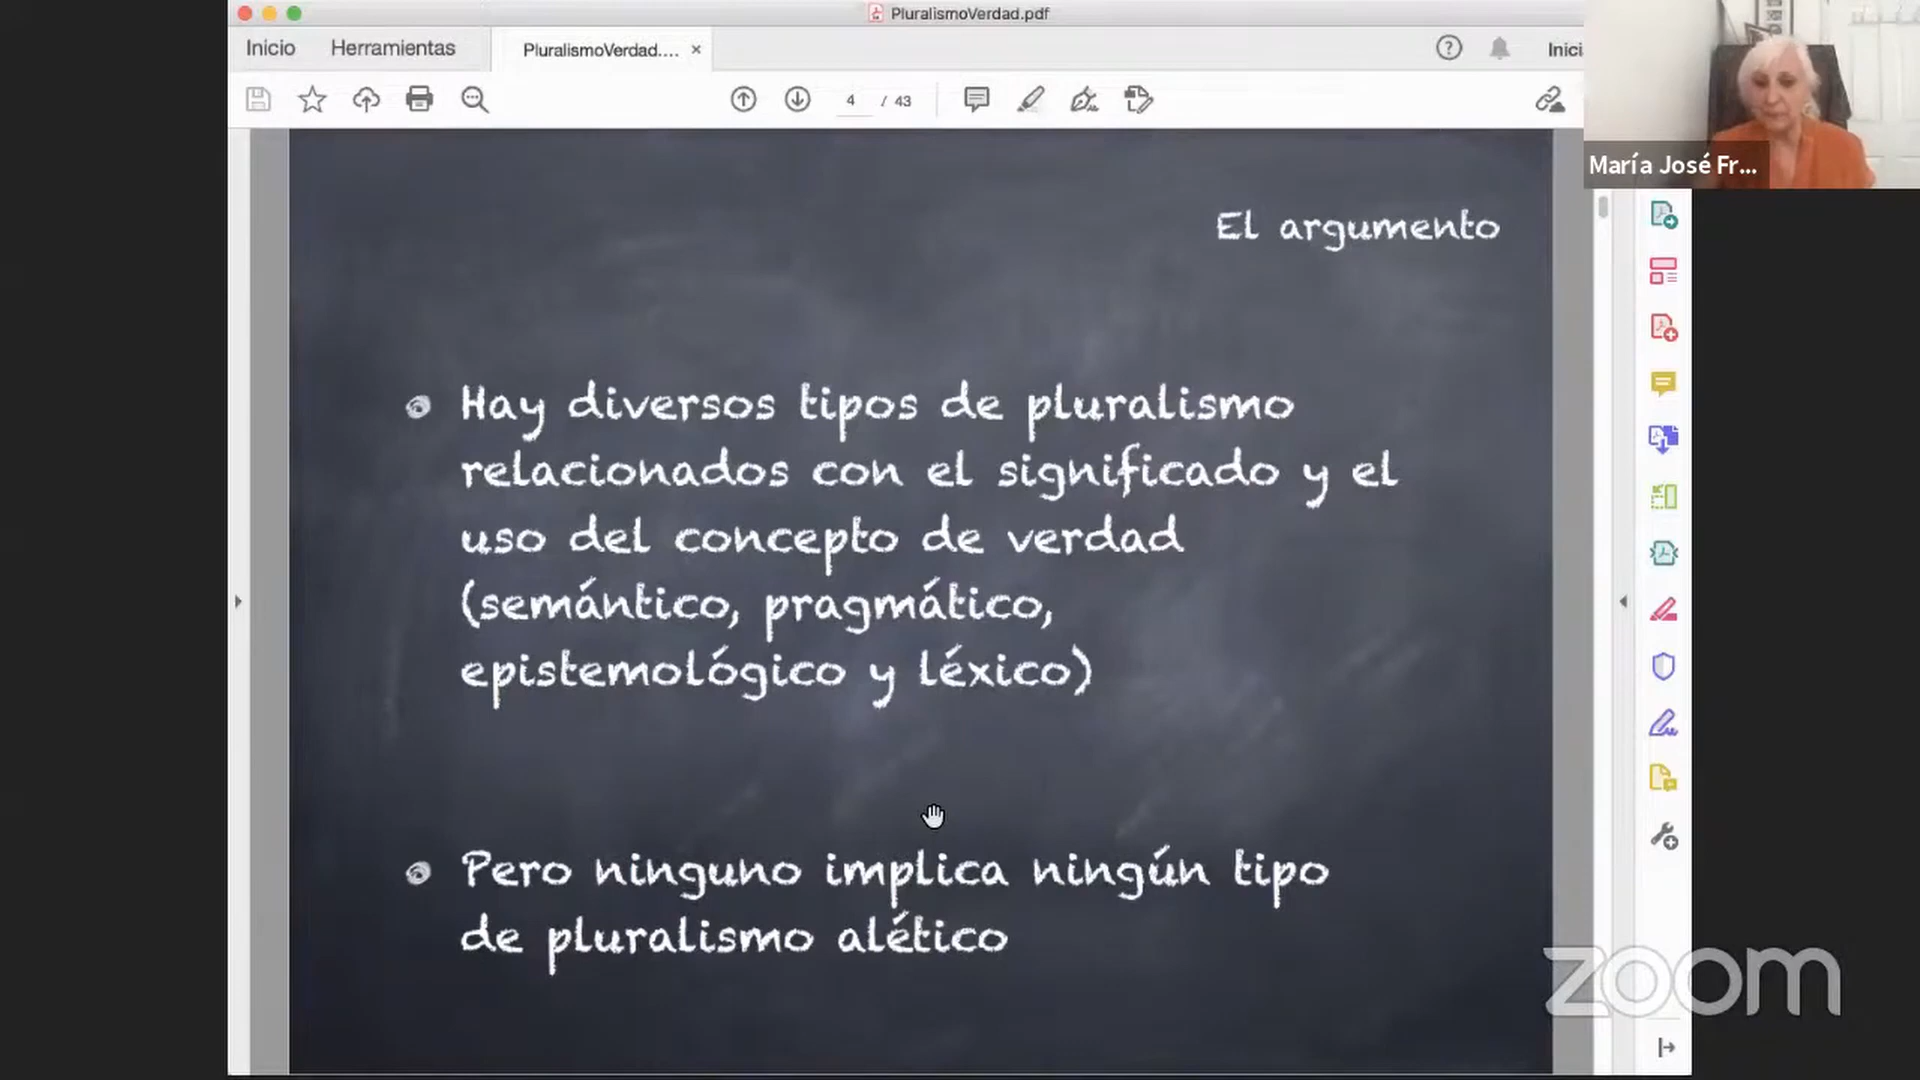 PluralismoVerdad.pdf
Inicio Herramientas PluralismoVerdad.... × ? Inici
4 / 43
María José Fr...
El argumento
Hay diversos tipos de pluralismo
relacionados con el significado y el
uso del concepto de verdad
(semántico, pragmático,
epistemológico y léxico)
Pero ninguno implica ningún tipo
de pluralismo alético
zoom